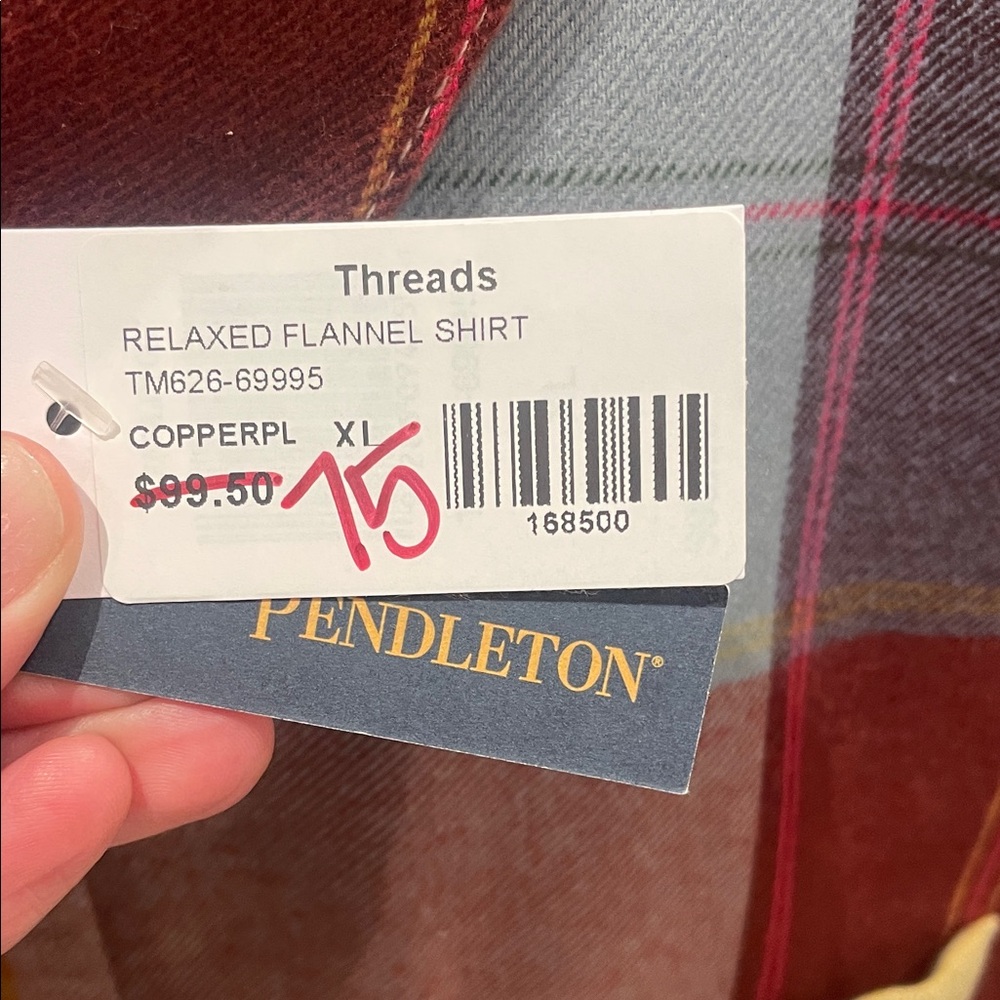 Threads
RELAXED FLANNEL SHIRT
TM626-69995
COPPERPL XL
$99.50 75
168500
PENDLETON®